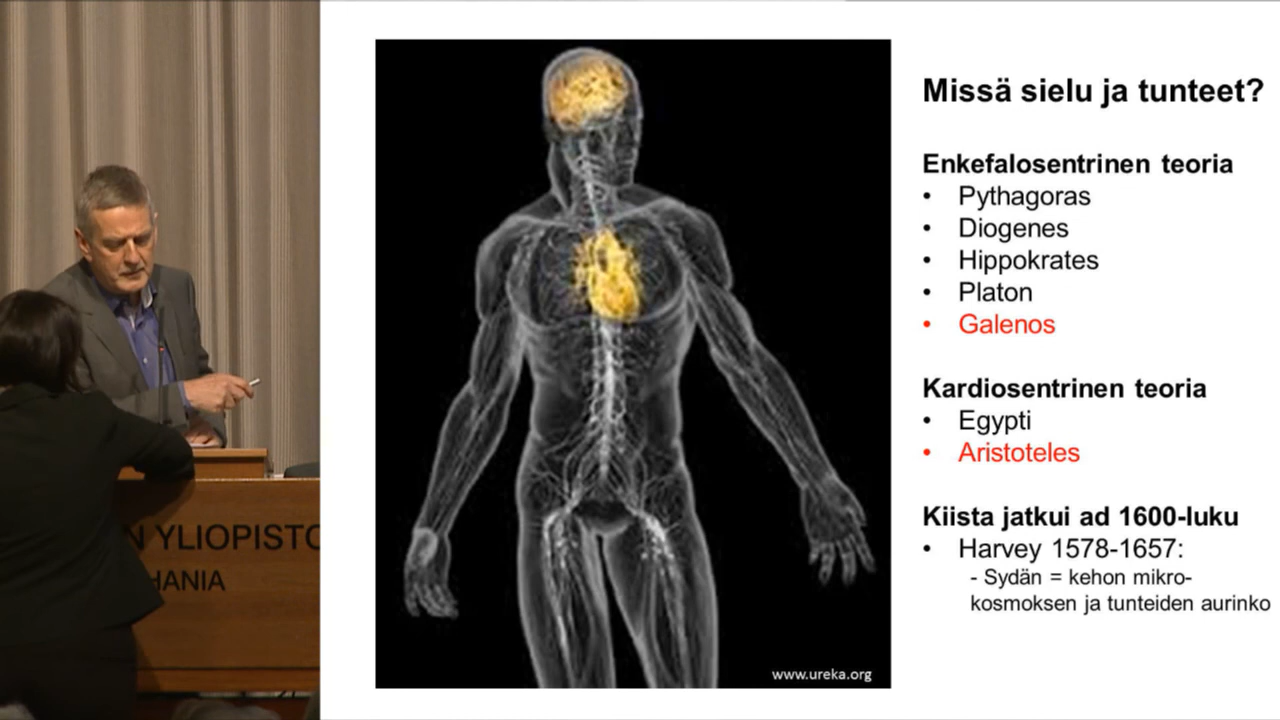 Missä sielu ja tunteet?
Enkefalosentrinen teoria
• Pythagoras
• Diogenes
• Hippokrates
• Platon
• Galenos
Kardiosentrinen teoria
• Egypti
• Aristoteles
Kiista jatkui ad 1600-luku
• Harvey 1578-1657:
- Sydän = kehon mikro-
kosmoksen ja tunteiden aurinko
www.ureka.org
N YLIOPISTO
HANIA